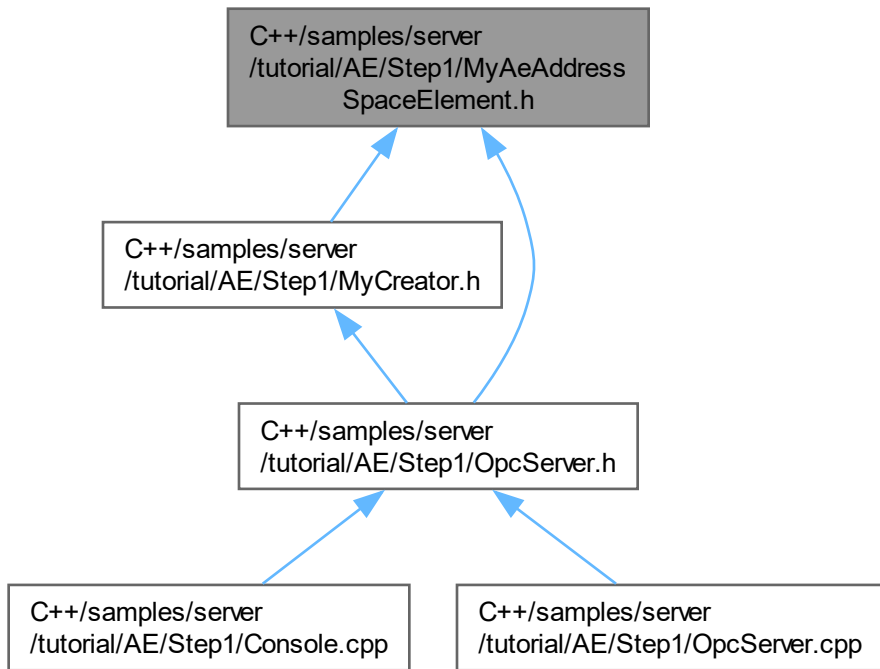 C++/samples/server
/tutorial/AE/Step1/MyAeAddress
SpaceElement.h
C++/samples/server
/tutorial/AE/Step1/MyCreator.h
C++/samples/server
/tutorial/AE/Step1/OpcServer.h
C++/samples/server
/tutorial/AE/Step1/Console.cpp
C++/samples/server
/tutorial/AE/Step1/OpcServer.cpp